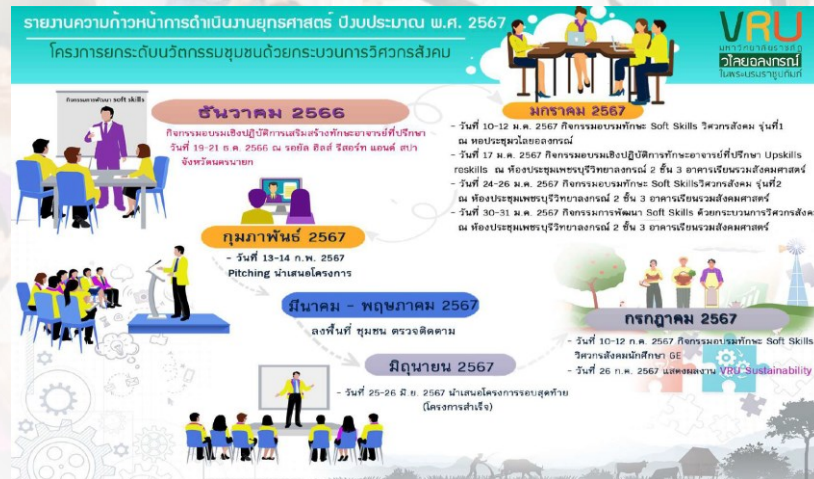 รายงานความก้าวหน้าการดำเนินงานยุทธศาสตร์ ปีงบประมาณ พ.ศ. 2567
โครงการยกระดับนวัตกรรมชุมชนด้วยกระบวนการวิศวกรสังคม
VRU
มหาวิทยาลัยราชภัฏ
วไลยอลงกรณ์
ในพระบรมราชูปถัมภ์
กิจกรรมการพัฒนา soft skills
ธันวาคม 2566
กิจกรรมอบรมเชิงปฏิบัติการเสริมสร้างทักษะอาจารย์ที่ปรึกษา
วันที่ 19-21 ธ.ค. 2566 ณ รอยัล ฮิลล์ รีสอร์ท แอนด์ สปา
จังหวัดนครนายก
มกราคม 2567
- วันที่ 10-12 ม.ค. 2567 กิจกรรมอบรมทักษะ Soft Skills วิศวกรสังคม รุ่นที่1
ณ หอประชุมวไลยอลงกรณ์
- วันที่ 17 ม.ค. 2567 กิจกรรมอบรมเชิงปฏิบัติการทักษะอาจารย์ที่ปรึกษา Upskills
reskills ณ ห้องประชุมเพชรบุรีวิทยาลงกรณ์ 2 ชั้น 3 อาคารเรียนรวมสังคมศาสตร์
- วันที่ 24-26 ม.ค. 2567 กิจกรรมอบรมทักษะ Soft Skillsวิศวกรสังคม รุ่นที่2
ณ ห้องประชุมเพชรบุรีวิทยาลงกรณ์ 2 ชั้น 3 อาคารเรียนรวมสังคมศาสตร์
- วันที่ 30-31 ม.ค. 2567 กิจกรรมการพัฒนา Soft Skills ด้วยกระบวนการวิศวกรสังค
ณ ห้องประชุมเพชรบุรีวิทยาลงกรณ์ 2 ชั้น 3 อาคารเรียนรวมสังคมศาสตร์
กุมภาพันธ์ 2567
- วันที่ 13-14 ก.พ. 2567
Pitching นำเสนอโครงการ
มีนาคม - พฤษภาคม 2567
ลงพื้นที่ ชุมชน ตรวจติดตาม
มิถุนายน 2567
- วันที่ 25-26 มิ.ย. 2567 นำเสนอโครงการรอบสุดท้าย
(โครงการสำเร็จ)
กรกฎาคม 2567
- วันที่ 10-12 ก.ค. 2567 กิจกรรมอบรมทักษะ Soft Skills
วิศวกรสังคมนักศึกษา GE
- วันที่ 26 ก.ค. 2567 แสดงผลงาน VRU Sustainability